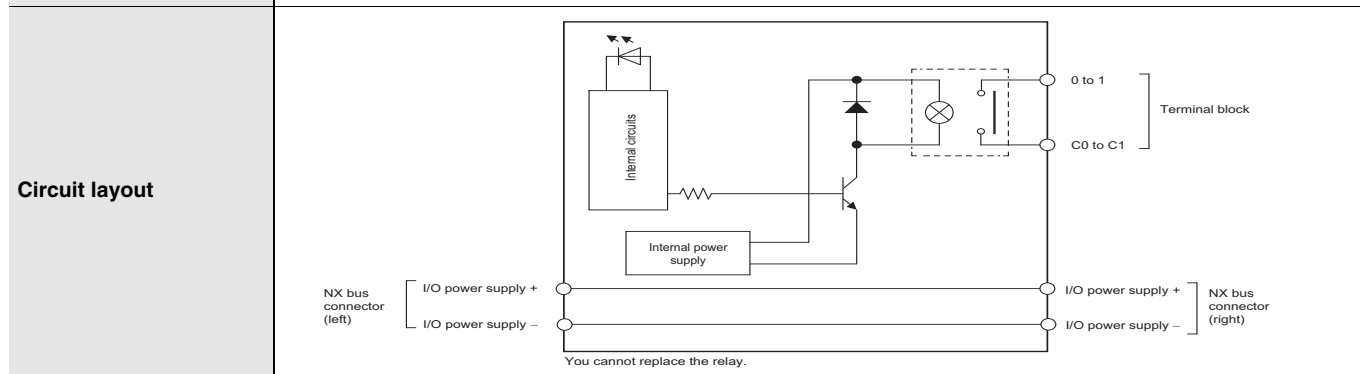 Circuit layout
Internal circuits
0 to 1
Terminal block
C0 to C1
Internal power
supply
NX bus
connector
(left)
I/O power supply +
I/O power supply –
I/O power supply +
I/O power supply –
NX bus
connector
(right)
You cannot replace the relay.